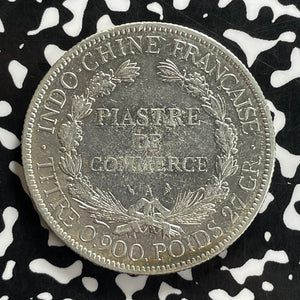 INDO-CHINE FRANÇAISE
PIASTRE
DE
COMMERCE
A
TITRE 0,900. POIDS 27 GR.